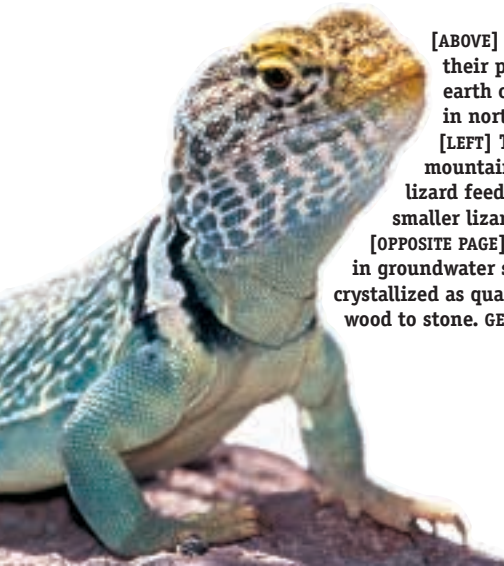 [ABOVE]
their p
earth o
in nort
[LEFT] T
mountain
lizard feed
smaller lizar
[OPPOSITE PAGE]
in groundwater s
crystallized as qua
wood to stone. GE